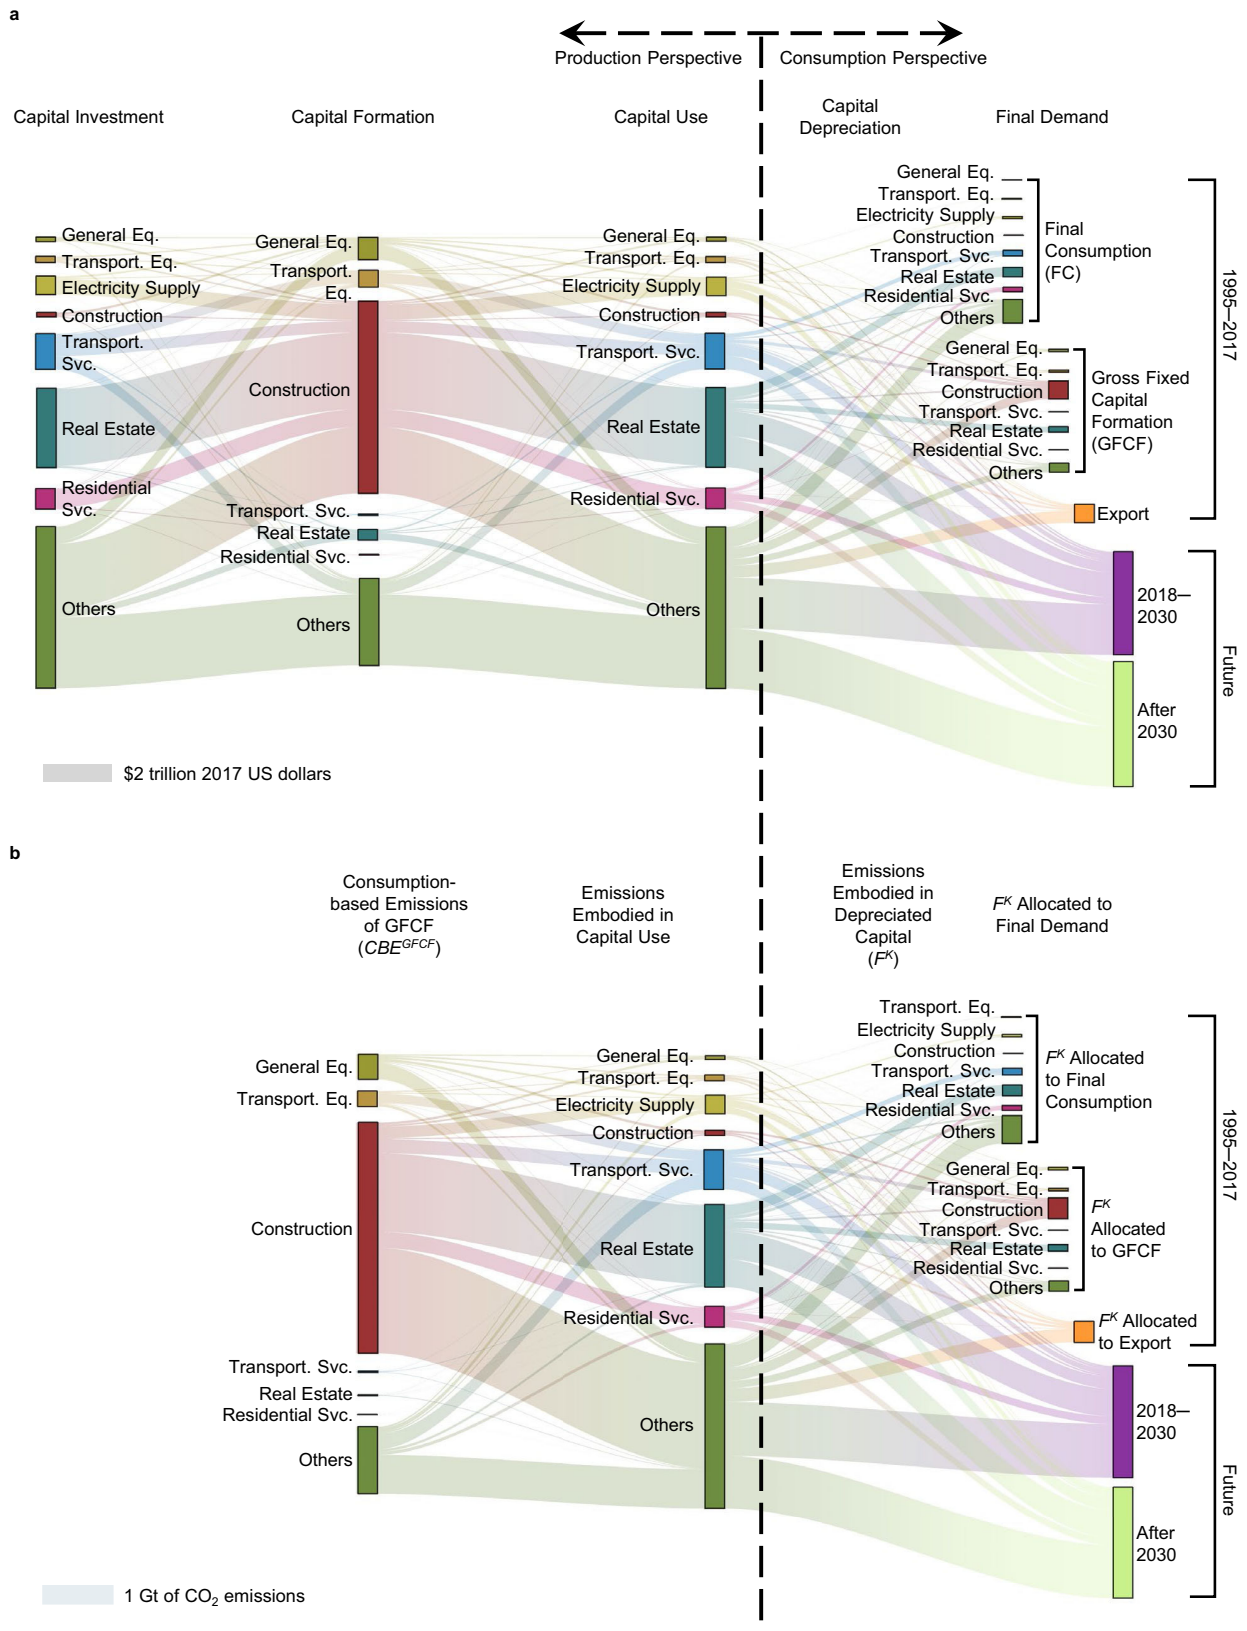 a
Production Perspective
Consumption Perspective
Capital Investment
Capital Formation
Capital Use
Capital
Depreciation
Final Demand
General Eq.
Transport. Eq.
Electricity Supply
Construction
Transport.
Svc.
Real Estate
Residential
Svc.
Others
General Eq.
Transport.
Eq.
Construction
Transport. Svc.
Real Estate
Residential Svc.
Others
General Eq.
Transport. Eq.
Electricity Supply
Construction
Transport. Svc.
Real Estate
Residential Svc.
Others
General Eq.
Transport. Eq.
Electricity Supply
Construction
Transport. Svc.
Real Estate
Residential Svc.
Others
Final
Consumption
(FC)
General Eq.
Transport. Eq.
Construction
Transport. Svc.
Real Estate
Residential Svc.
Others
Gross Fixed
Capital
Formation
(GFCF)
Export
1995–2017
2018–
2030
After
2030
Future
$2 trillion 2017 US dollars
b
Consumption-
based Emissions
of GFCF
(CBE^GFCF)
Emissions
Embodied in
Capital Use
Emissions
Embodied in
Depreciated
Capital
(F^K)
F^K Allocated to
Final Demand
General Eq.
Transport. Eq.
Construction
Transport. Svc.
Real Estate
Residential Svc.
Others
General Eq.
Transport. Eq.
Electricity Supply
Construction
Transport. Svc.
Real Estate
Residential Svc.
Others
Transport. Eq.
Electricity Supply
Construction
Transport. Svc.
Real Estate
Residential Svc.
Others
F^K Allocated
to Final
Consumption
General Eq.
Transport. Eq.
Construction
Transport. Svc.
Real Estate
Residential Svc.
Others
F^K
Allocated
to GFCF
F^K Allocated
to Export
1995–2017
2018–
2030
After
2030
Future
1 Gt of CO₂ emissions